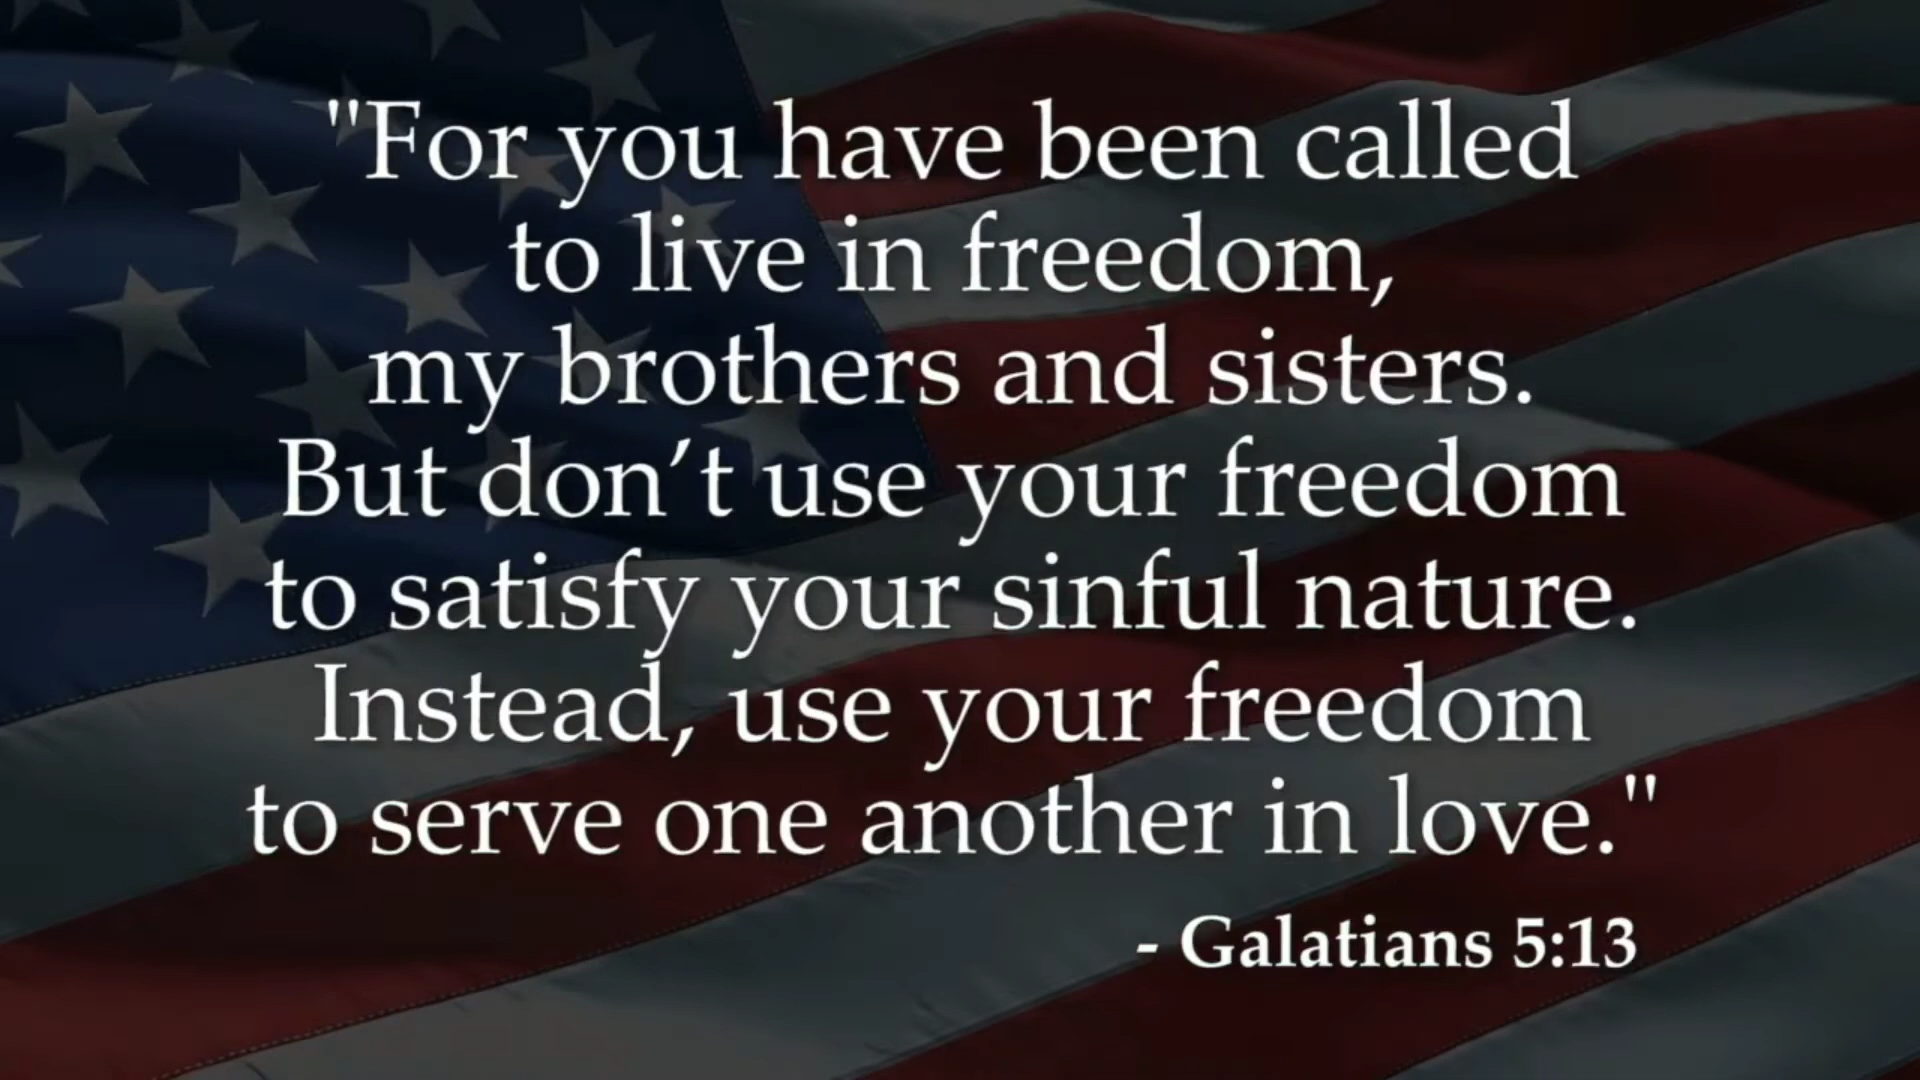 "For you have been called
to live in freedom,
my brothers and sisters.
But don’t use your freedom
to satisfy your sinful nature.
Instead, use your freedom
to serve one another in love."
- Galatians 5:13